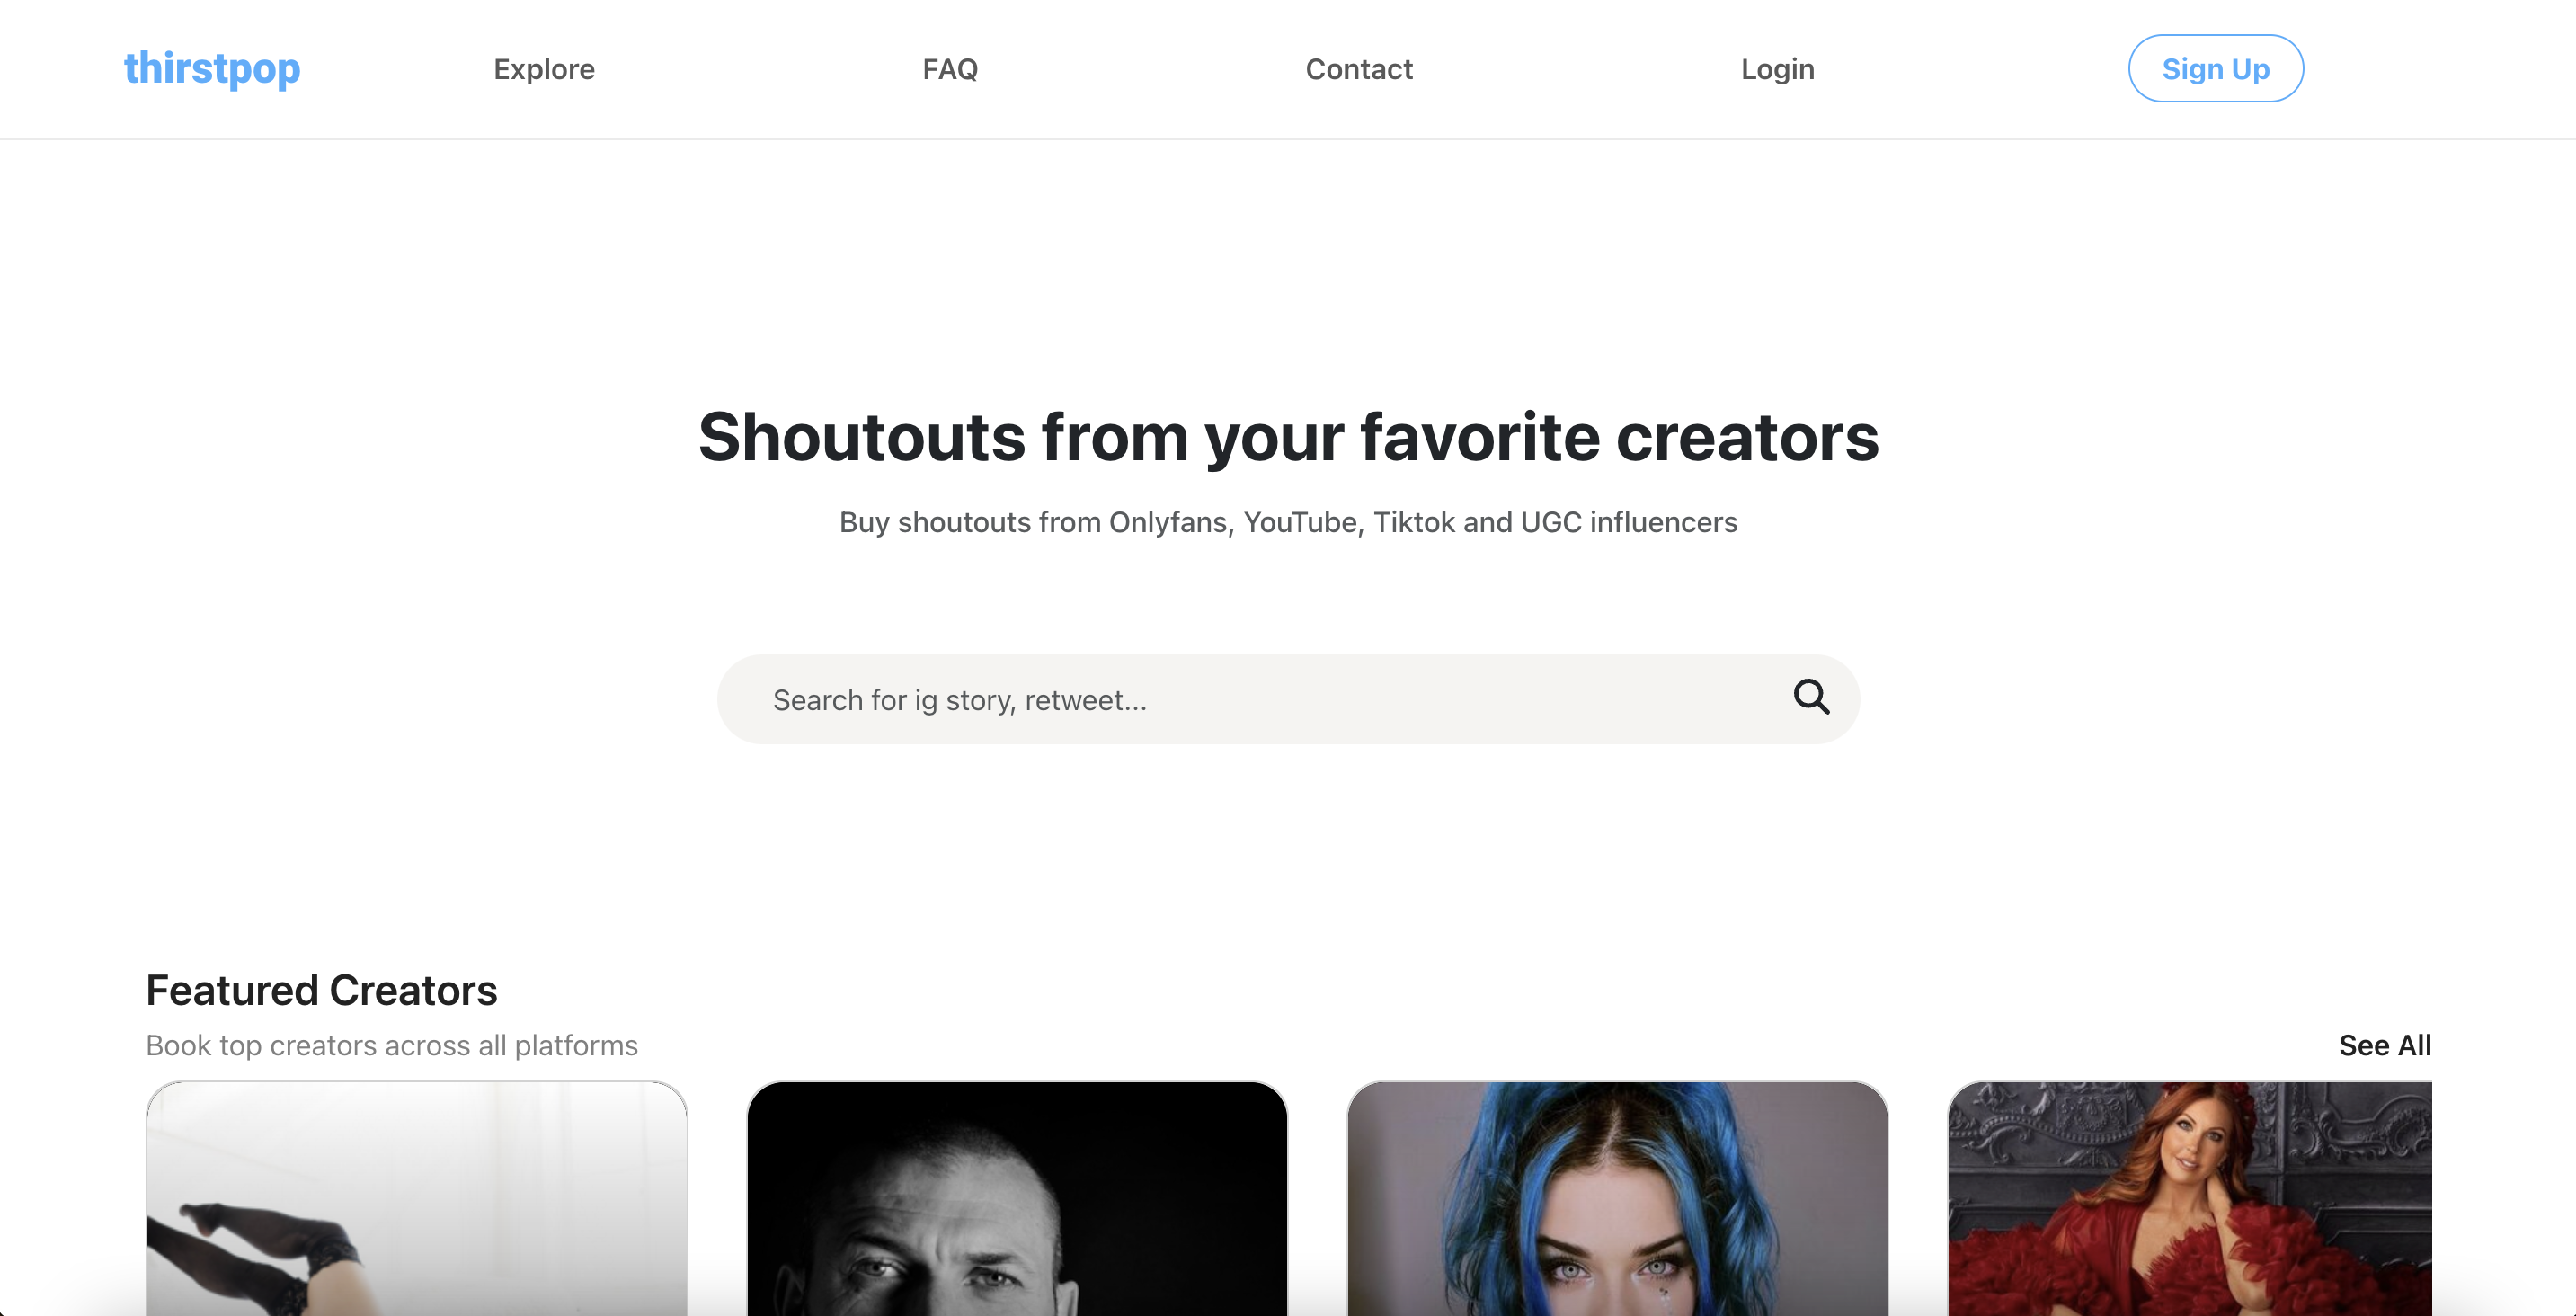 thirstpop
Explore
FAQ
Contact
Login
Sign Up
Shoutouts from your favorite creators
Buy shoutouts from Onlyfans, YouTube, Tiktok and UGC influencers
Search for ig story, retweet...
Featured Creators
Book top creators across all platforms
See All